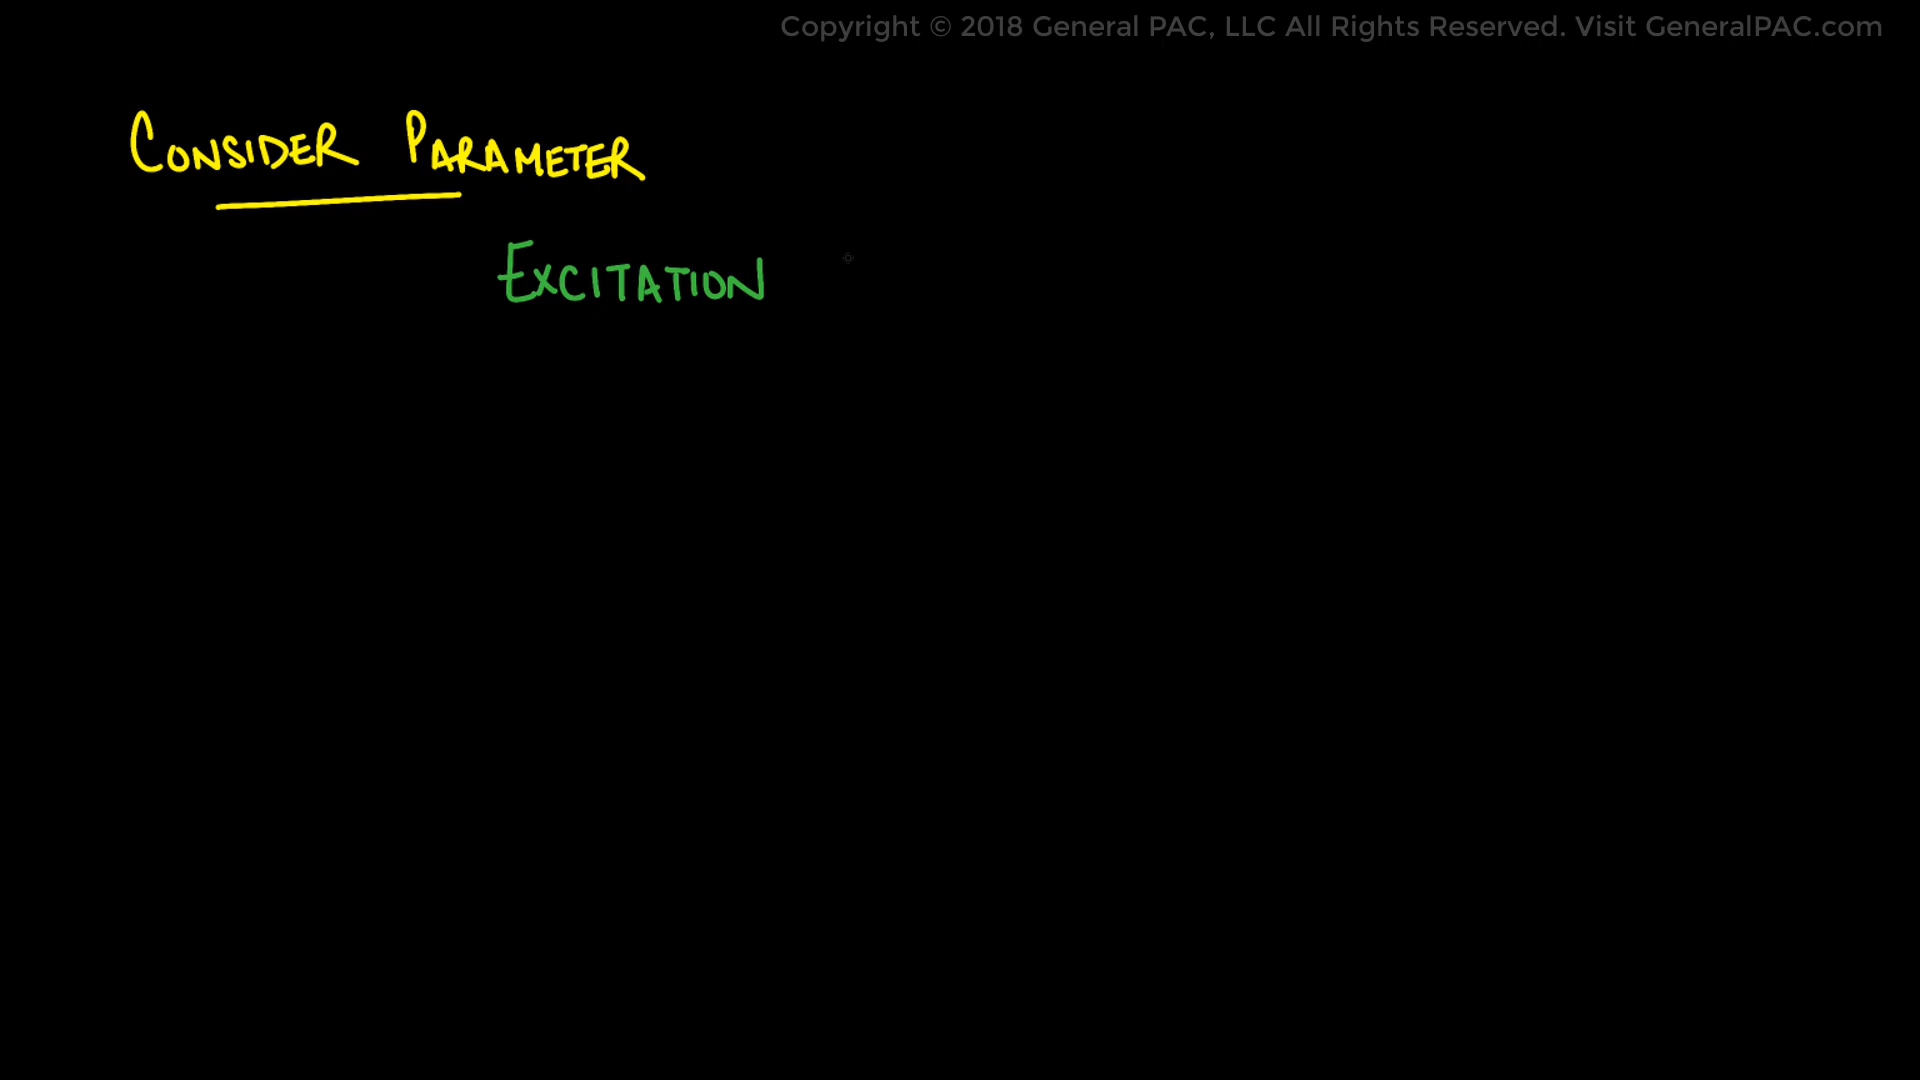 Copyright © 2018 General PAC, LLC All Rights Reserved. Visit GeneralPAC.com
CONSIDER PARAMETER
EXCITATION